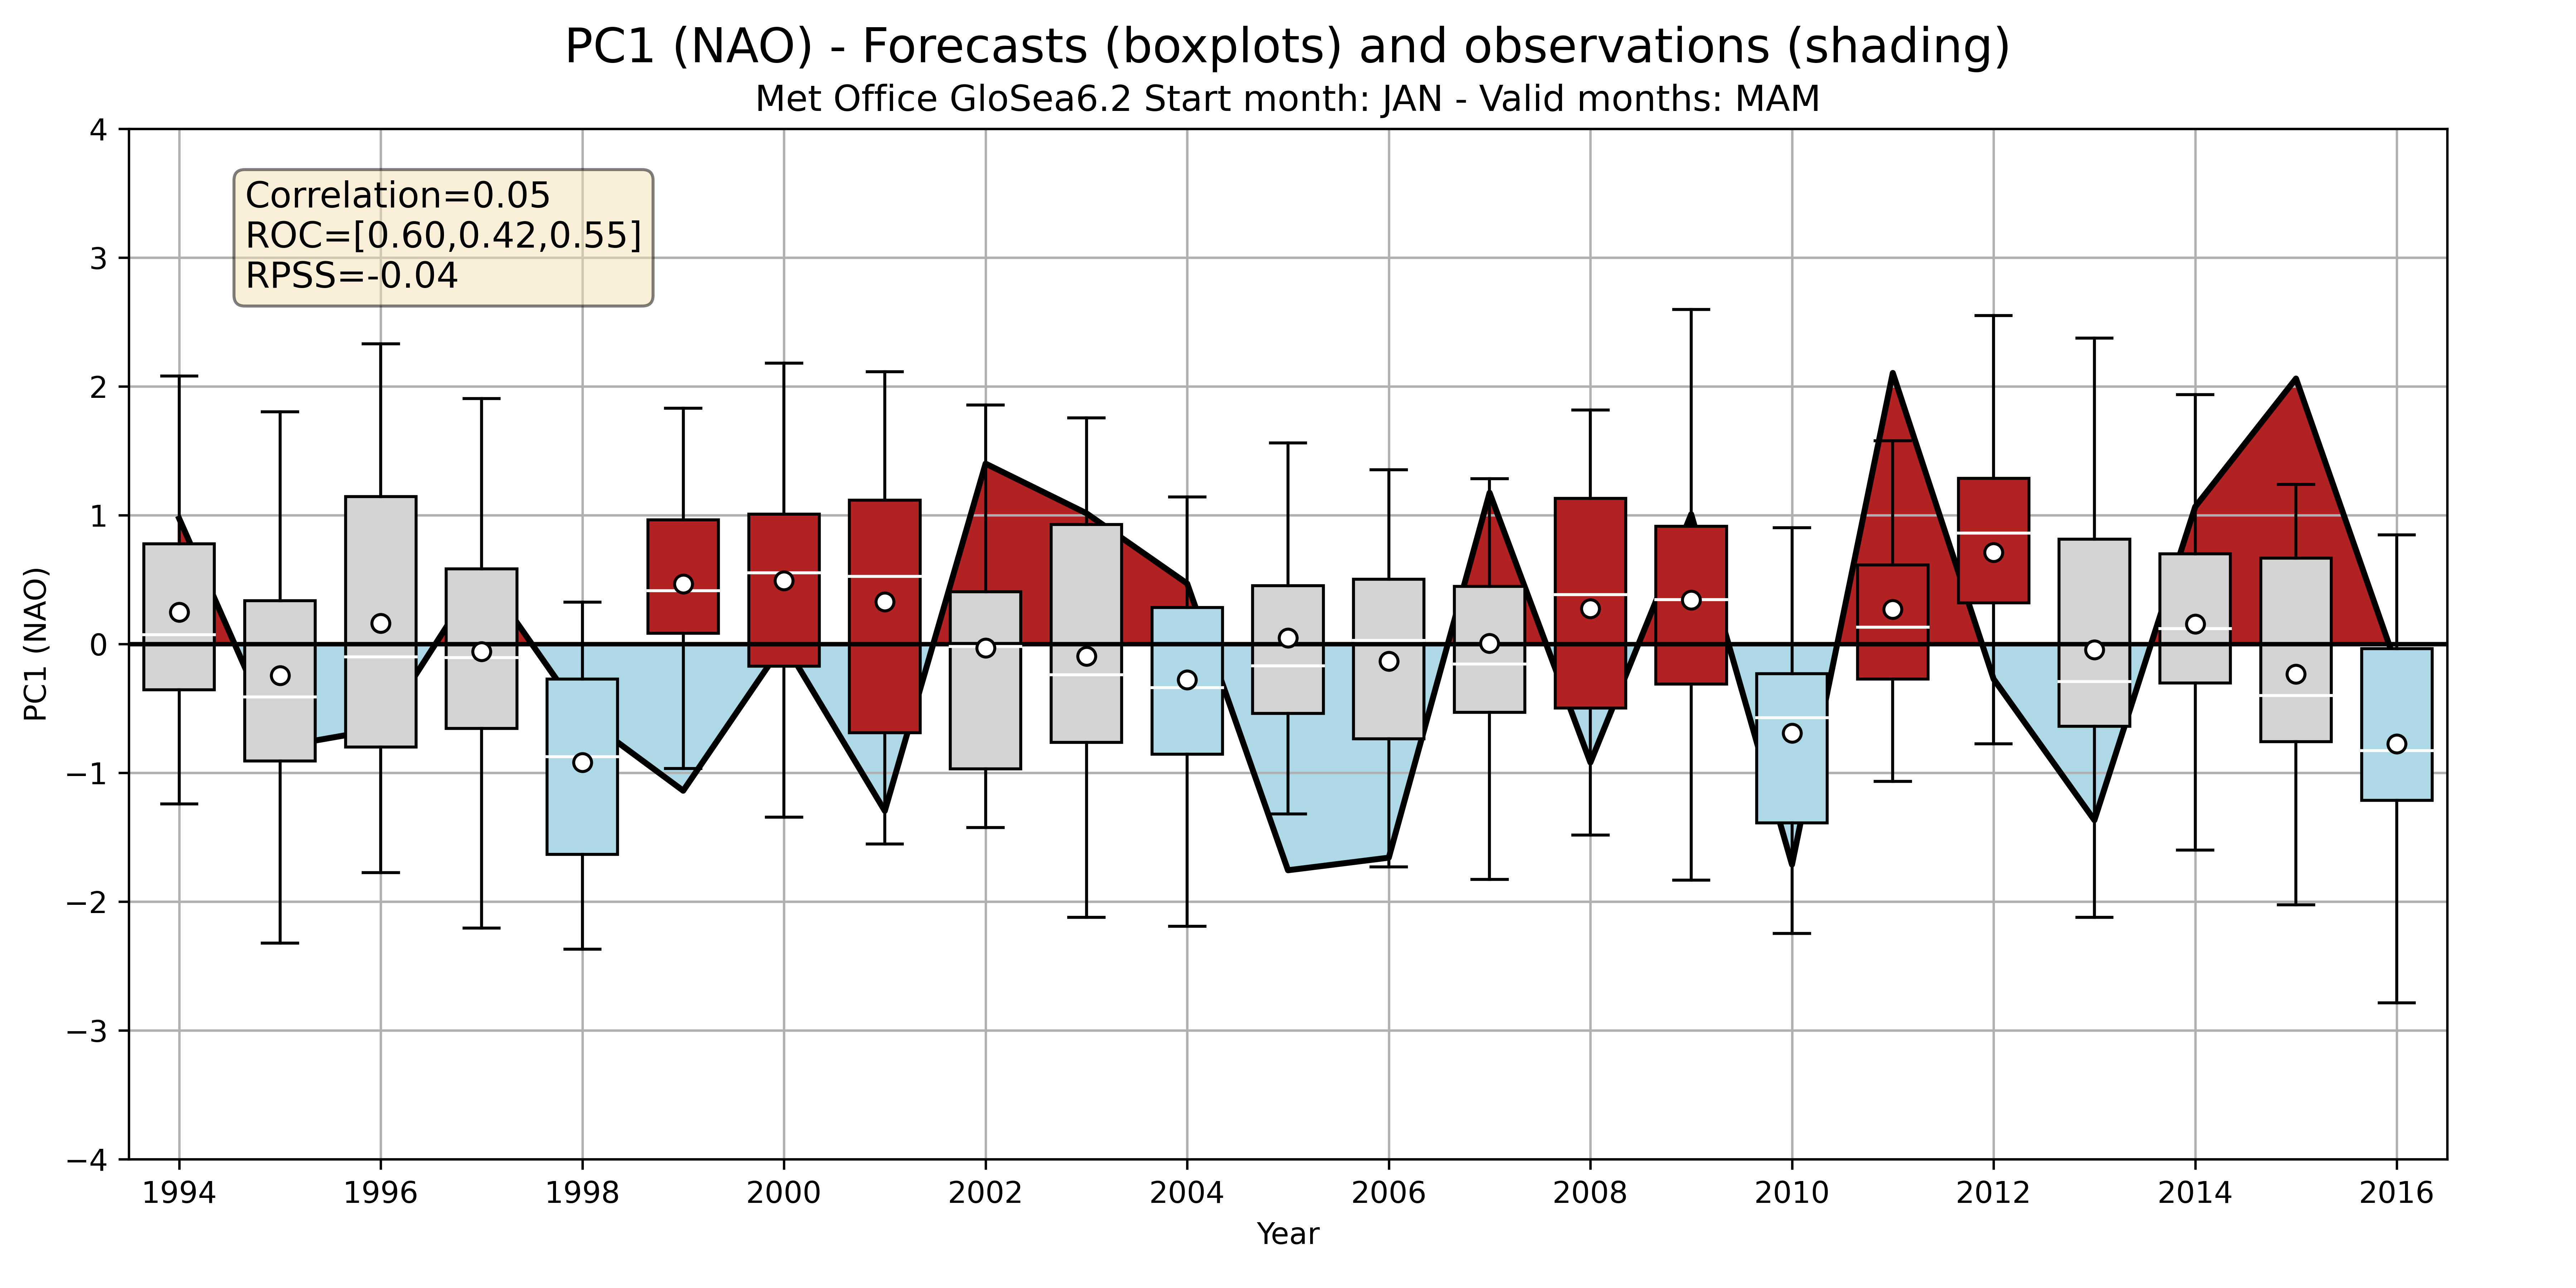 PC1 (NAO) - Forecasts (boxplots) and observations (shading)
Met Office GloSea6.2 Start month: JAN - Valid months: MAM
Correlation=0.05
ROC=[0.60,0.42,0.55]
RPSS=-0.04
PC1 (NAO)
4
3
2
1
0
−1
−2
−3
−4
1994 1996 1998 2000 2002 2004 2006 2008 2010 2012 2014 2016
Year